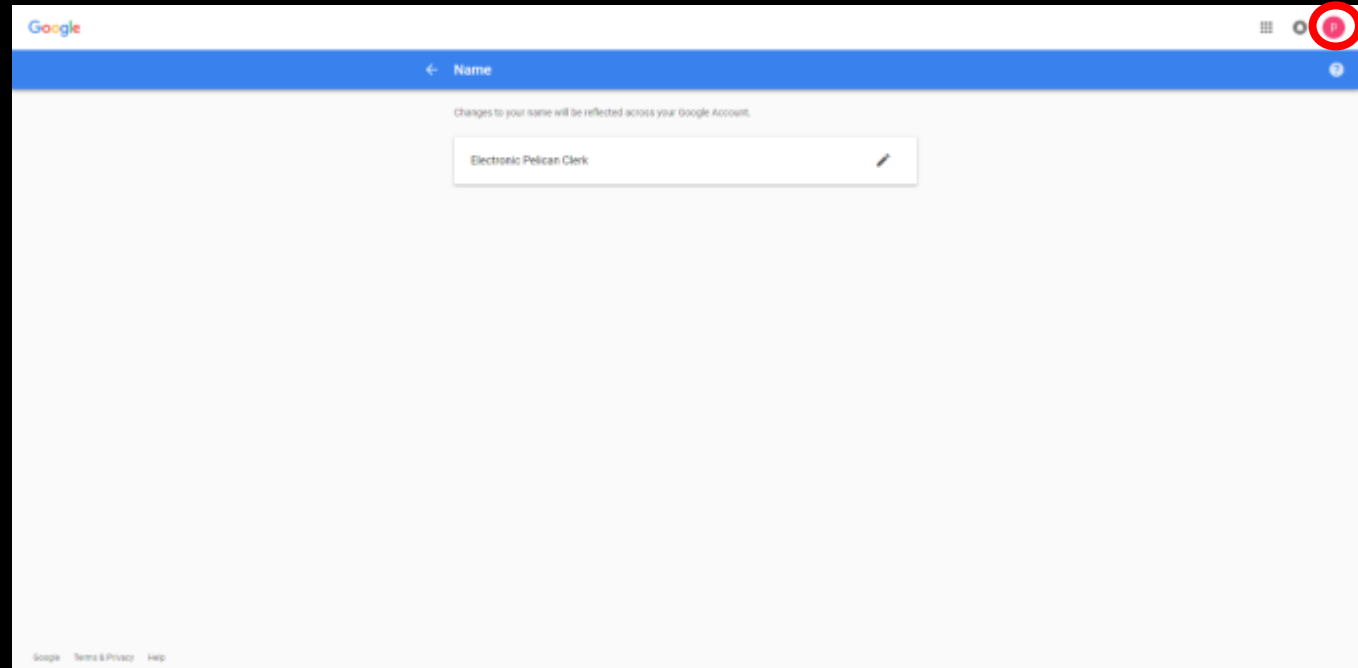 Google
P
Name
Changes to your name will be reflected across your Google Account.
Electronic Pelican Clerk
Google Terms & Privacy Help